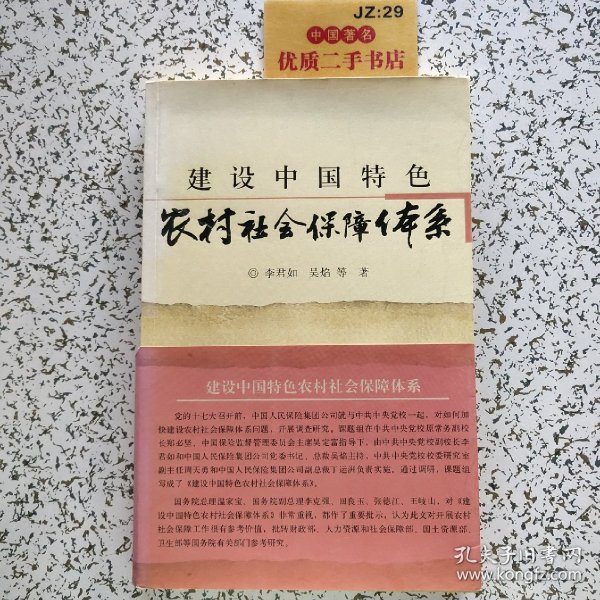 JZ:29
中国著名
优质二手书店
建设中国特色
农村社会保障体系
◎ 李君如 吴焰 等 著
建设中国特色农村社会保障体系
党的十七大召开前，中国人民保险集团公司就与中共中央党校一起，对如何加
快建设农村社会保障体系问题，开展调查研究。课题组在中共中央党校原常务副校
长郑必坚，中国保险监督管理委员会主席吴定富指导下，由中共中央党校副校长李
君如和中国人民保险集团公司党委书记、总裁吴焰主持，中共中央党校校委研究室
副主任周天勇和中国人民保险集团公司副总裁丁运洲负责实施，通过调研，课题组
写成了《建设中国特色农村社会保障体系》。
国务院总理温家宝，国务院副总理李克强、回良玉、张德江、王岐山，对《建
设中国特色农村社会保障体系》非常重视，都作了重要批示，认为此文对开展农村
社会保障工作很有参考价值，批转财政部、人力资源和社会保障部、国土资源部、
卫生部等国务院有关部门参考研究。
孔夫子旧书网
www.kongfz.com